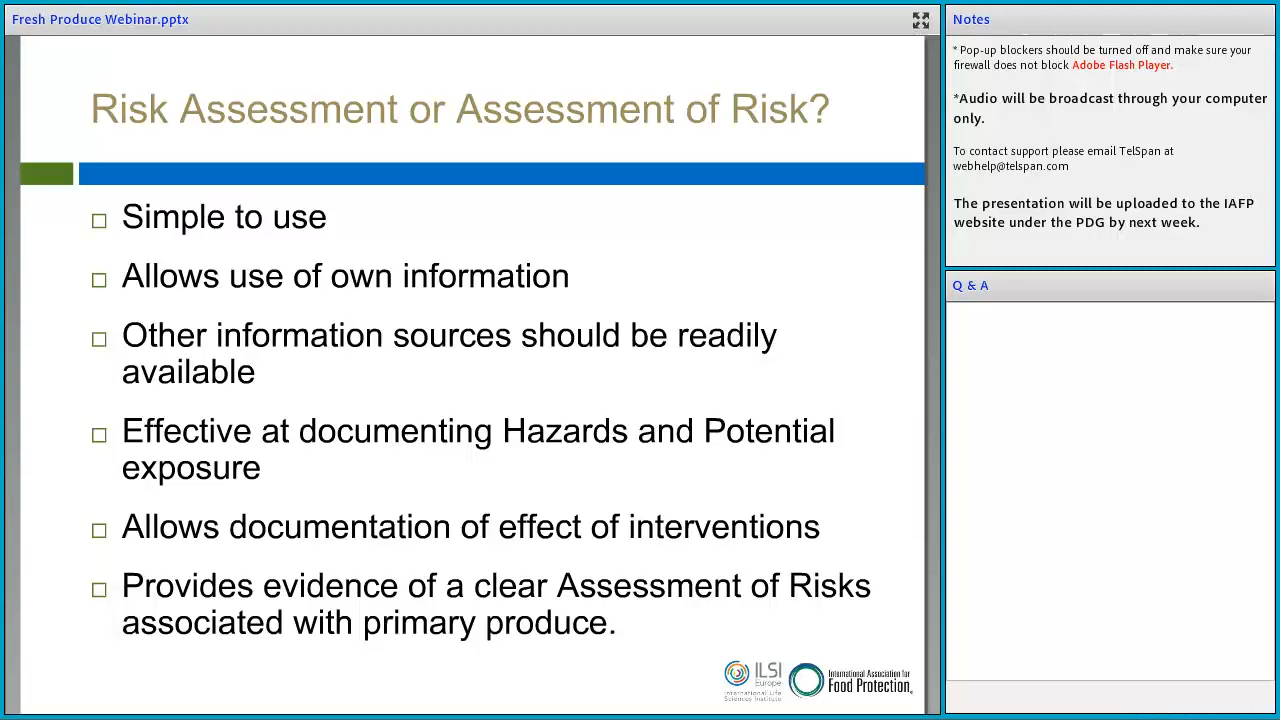 Fresh Produce Webinar.pptx
Risk Assessment or Assessment of Risk?
Simple to use
Allows use of own information
Other information sources should be readily
available
Effective at documenting Hazards and Potential
exposure
Allows documentation of effect of interventions
Provides evidence of a clear Assessment of Risks
associated with primary produce.
ILSI
Europe
International Life
Sciences Institute
International Association for
Food Protection®
Notes
* Pop-up blockers should be turned off and make sure your
firewall does not block Adobe Flash Player.
*Audio will be broadcast through your computer
only.
To contact support please email TelSpan at
webhelp@telspan.com
The presentation will be uploaded to the IAFP
website under the PDG by next week.
Q & A